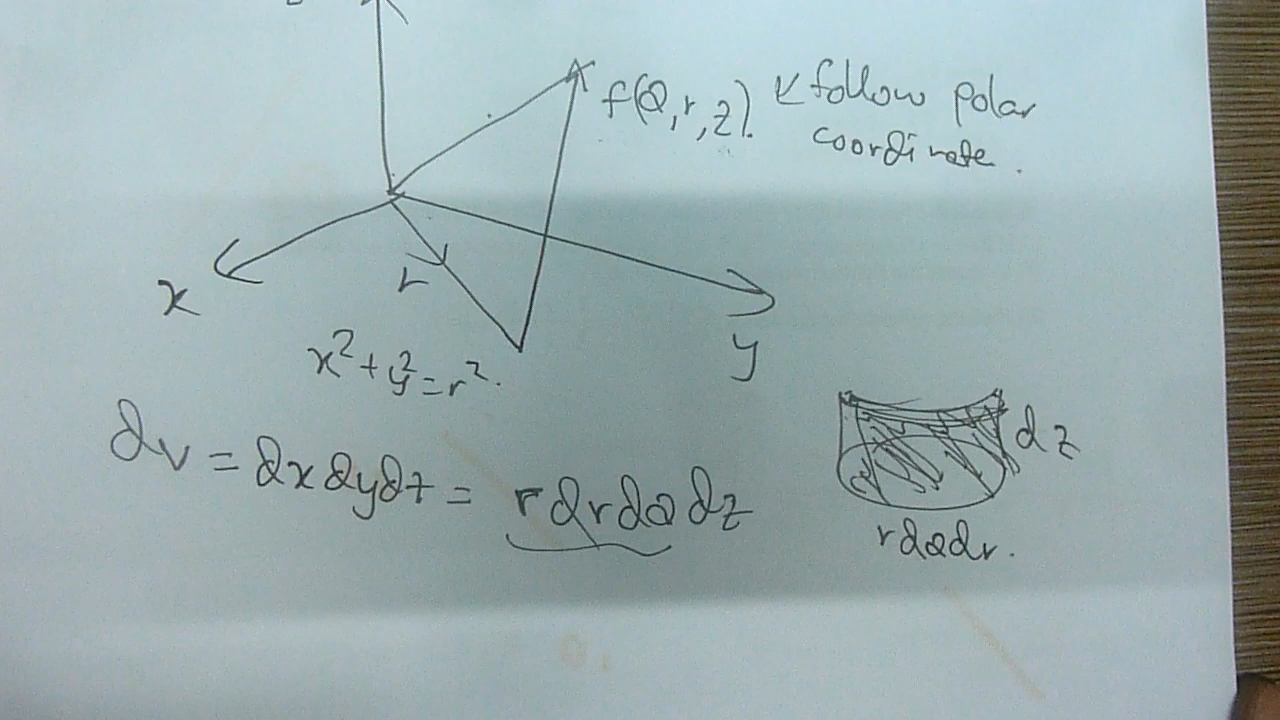 f(θ, r, z). ↙ follow polar
coordinate.
x
r
y
x² + y² = r².
dv = dx dy dz = r dr dθ dz
dz
r dθ dr.